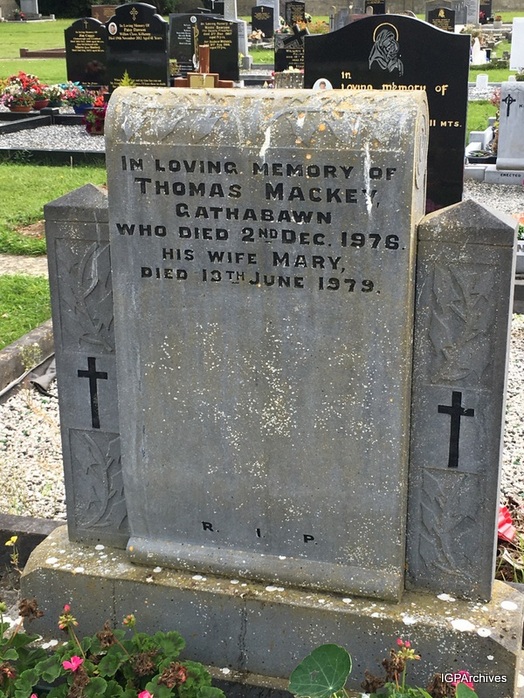 IN LOVING MEMORY OF
THOMAS MACKEY,
GATHABAWN
WHO DIED 2ND DEC. 1976.
HIS WIFE MARY,
DIED 13TH JUNE 1979.
R. I. P.
in
loving memory of
IGPArchives